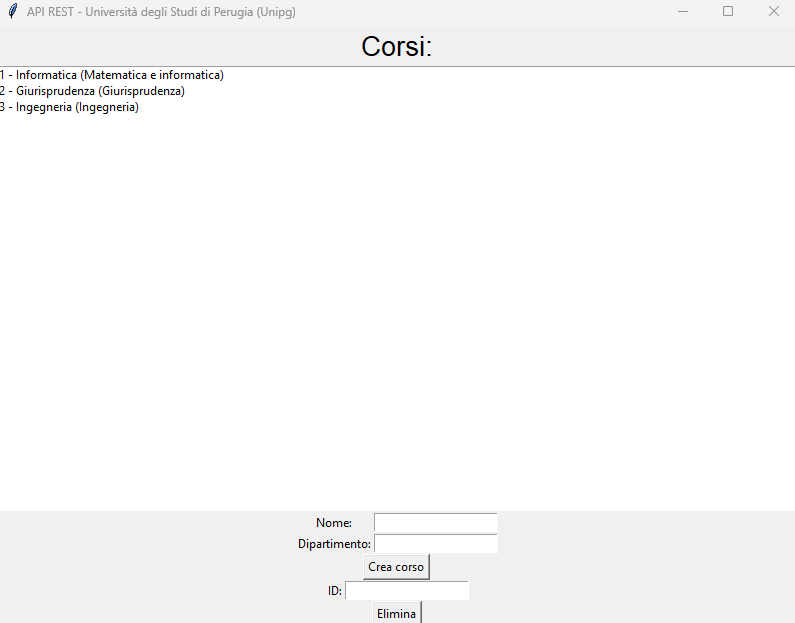 API REST - Università degli Studi di Perugia (Unipg)
Corsi:
1 - Informatica (Matematica e informatica)
2 - Giurisprudenza (Giurisprudenza)
3 - Ingegneria (Ingegneria)
Nome:
Dipartimento:
Crea corso
ID:
Elimina